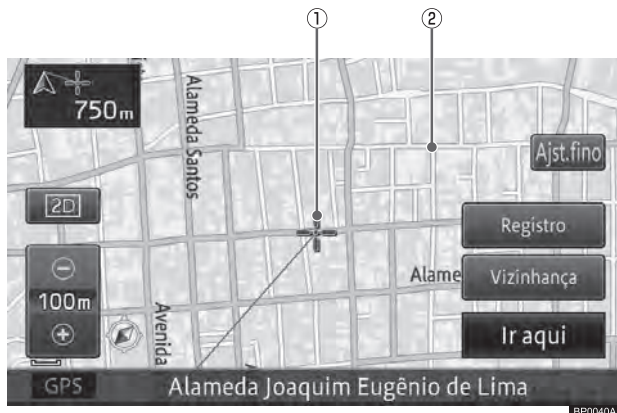 ① ②
750m
Alameda Santos
Ajst.fino
2D
Registro
Alame
Vizinhança
100m
Avenida
Ir aqui
GPS
Alameda Joaquim Eugênio de Lima
BP0040A